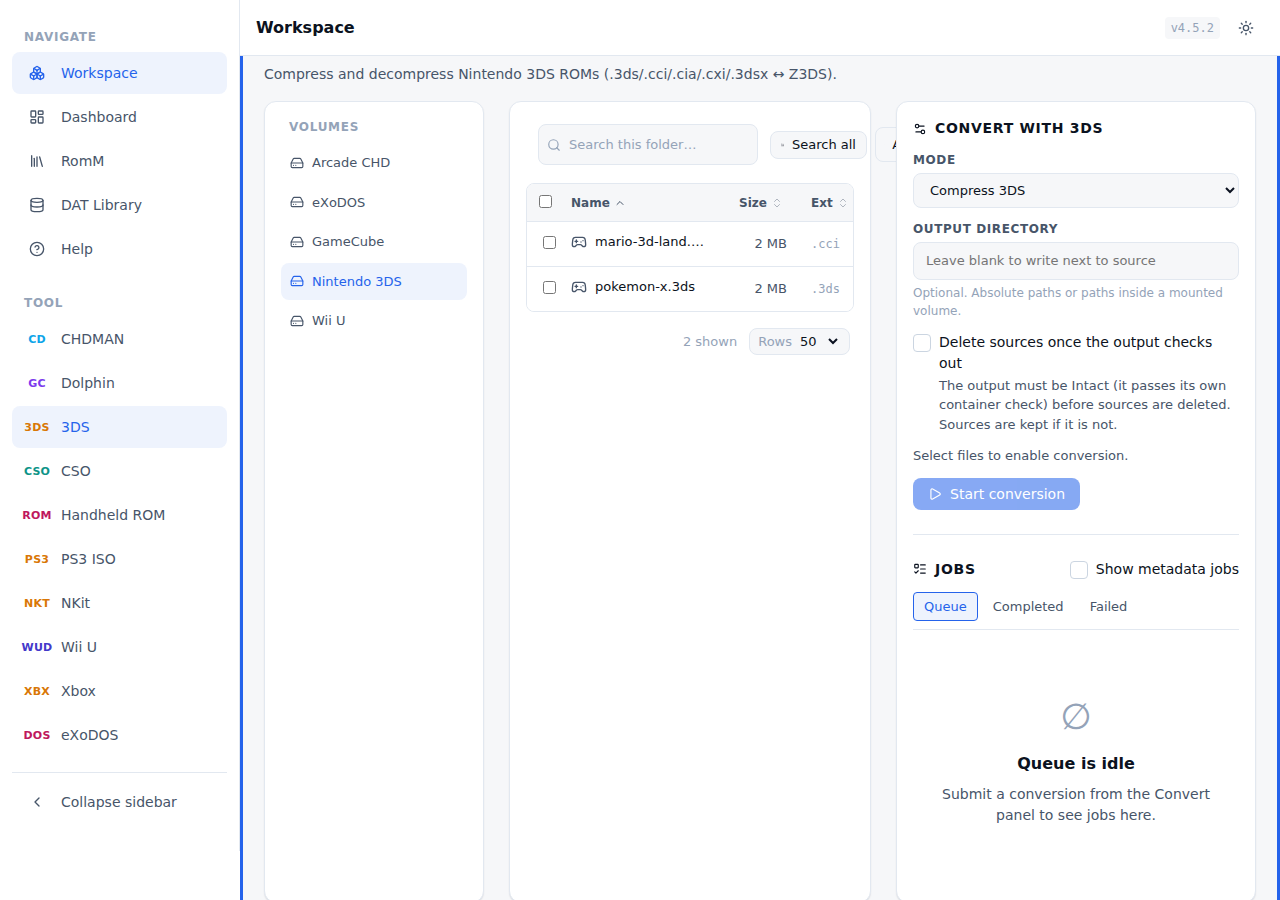 NAVIGATE
Workspace
Dashboard
RomM
DAT Library
Help
TOOL
CD CHDMAN
GC Dolphin
3DS 3DS
CSO CSO
ROM Handheld ROM
PS3 PS3 ISO
NKT NKit
WUD Wii U
XBX Xbox
DOS eXoDOS
Collapse sidebar
Workspace
v4.5.2
Compress and decompress Nintendo 3DS ROMs (.3ds/.cci/.cia/.cxi/.3dsx ↔ Z3DS).
VOLUMES
Arcade CHD
eXoDOS
GameCube
Nintendo 3DS
Wii U
Search this folder…
Search all
Name Size Ext
mario-3d-land.… 2 MB .cci
pokemon-x.3ds 2 MB .3ds
2 shown Rows 50
CONVERT WITH 3DS
MODE
Compress 3DS
OUTPUT DIRECTORY
Leave blank to write next to source
Optional. Absolute paths or paths inside a mounted
volume.
Delete sources once the output checks
out
The output must be Intact (it passes its own
container check) before sources are deleted.
Sources are kept if it is not.
Select files to enable conversion.
Start conversion
JOBS
Show metadata jobs
Queue Completed Failed
Queue is idle
Submit a conversion from the Convert
panel to see jobs here.